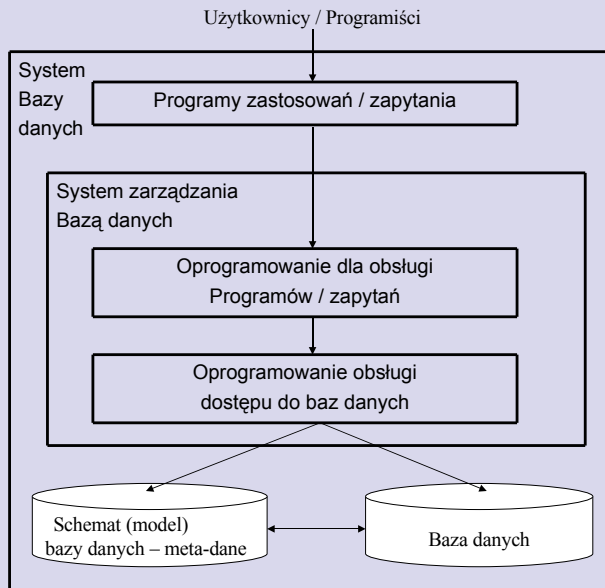 Użytkownicy / Programiści
System
Bazy
danych
Programy zastosowań / zapytania
System zarządzania
Bazą danych
Oprogramowanie dla obsługi
Programów / zapytań
Oprogramowanie obsługi
dostępu do baz danych
Schemat (model)
bazy danych – meta-dane
Baza danych